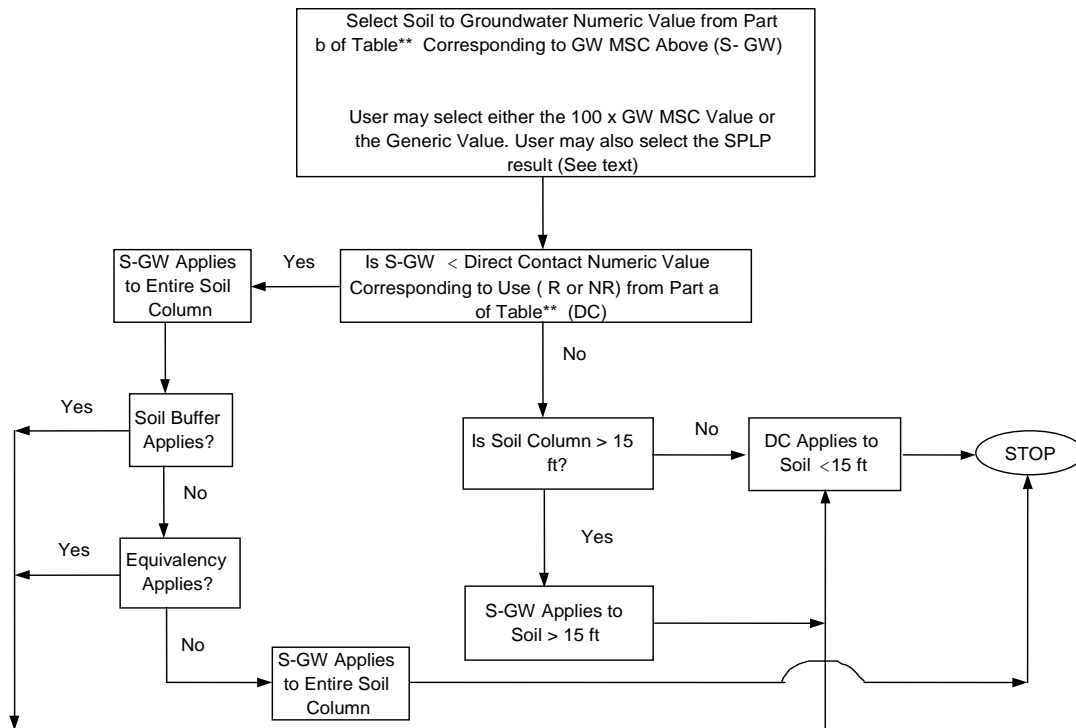 Select Soil to Groundwater Numeric Value from Part
b of Table** Corresponding to GW MSC Above (S- GW)
User may select either the 100 x GW MSC Value or
the Generic Value. User may also select the SPLP
result (See text)
S-GW Applies
to Entire Soil
Column
Yes
Is S-GW < Direct Contact Numeric Value
Corresponding to Use ( R or NR) from Part a
of Table** (DC)
No
Yes
Soil Buffer
Applies?
Is Soil Column > 15
ft?
No
DC Applies to
Soil <15 ft
STOP
No
Yes
Equivalency
Applies?
Yes
S-GW Applies to
Soil > 15 ft
No
S-GW Applies
to Entire Soil
Column